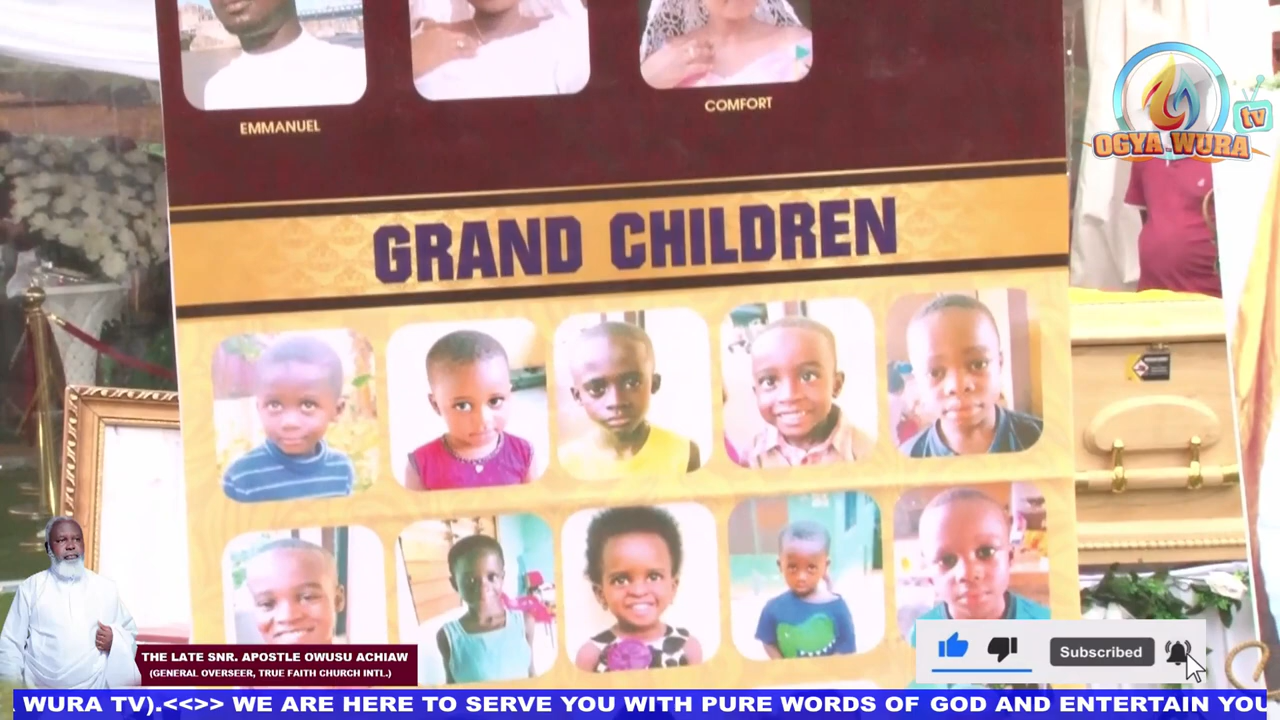 EMMANUEL
COMFORT
tv
OGYA WURA
GRAND CHILDREN
THE LATE SNR. APOSTLE OWUSU ACHIAW
(GENERAL OVERSEER, TRUE FAITH CHURCH INTL.)
Subscribed
WURA TV).<<>> WE ARE HERE TO SERVE YOU WITH PURE WORDS OF GOD AND ENTERTAIN YOU